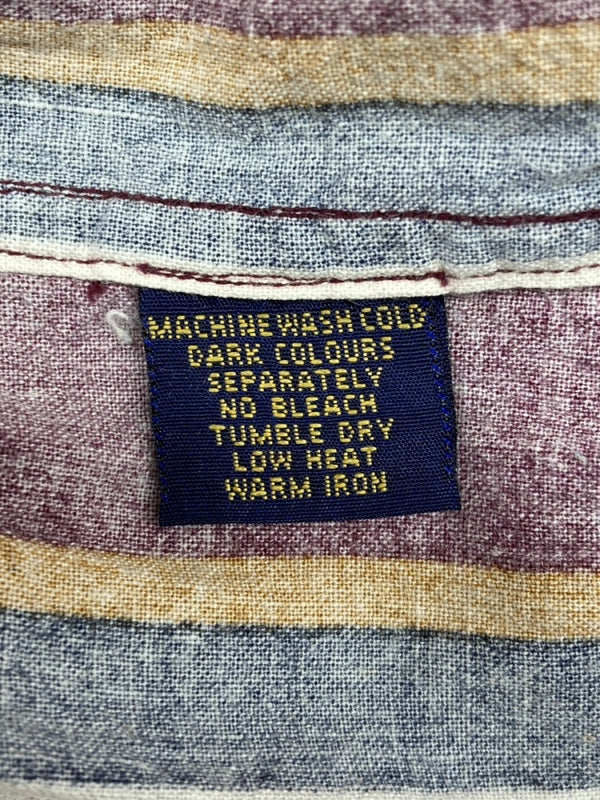 MACHINE WASH COLD
DARK COLOURS
SEPARATELY
NO BLEACH
TUMBLE DRY
LOW HEAT
WARM IRON